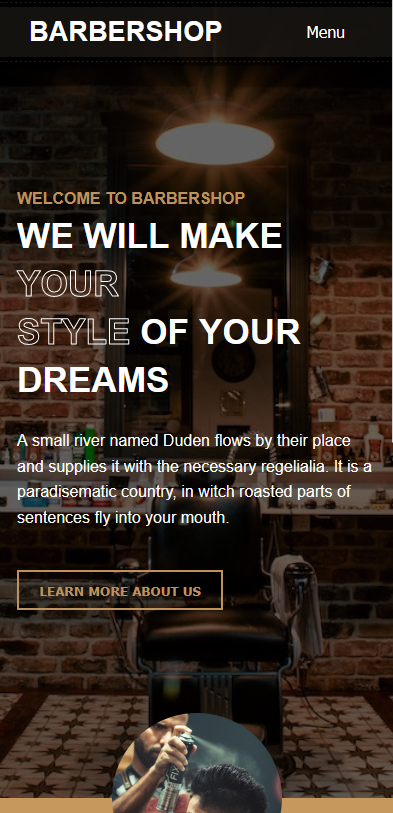 BARBERSHOP
Menu
WELCOME TO BARBERSHOP
WE WILL MAKE
YOUR
STYLE OF YOUR
DREAMS
A small river named Duden flows by their place
and supplies it with the necessary regelialia. It is a
paradisematic country, in witch roasted parts of
sentences fly into your mouth.
LEARN MORE ABOUT US